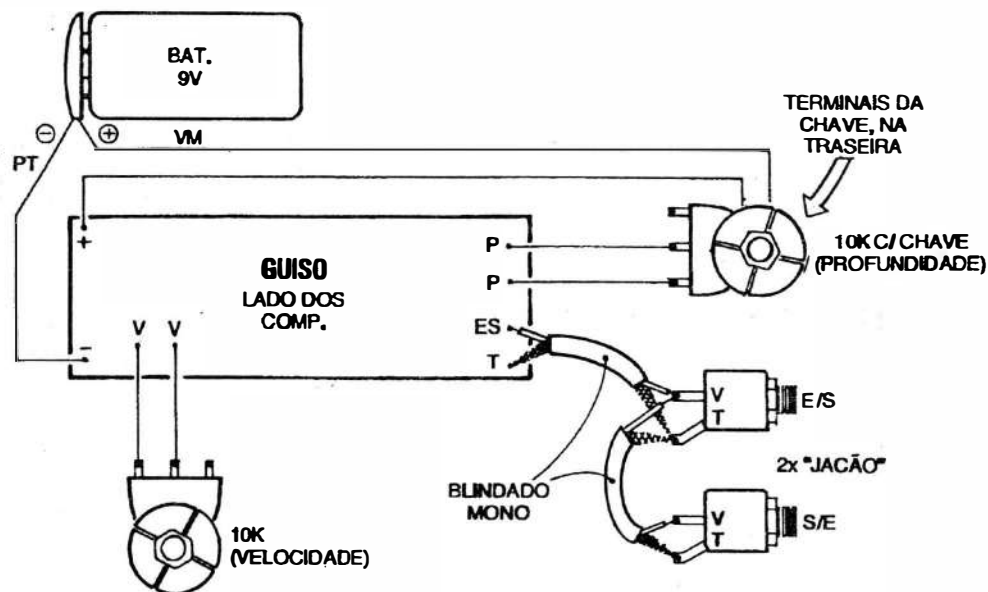 BAT.
9V
⊖
⊕
VM
PT
TERMINAIS DA
CHAVE, NA
TRASEIRA
10K C/ CHAVE
(PROFUNDIDADE)
+
GUISO
LADO DOS
COMP.
P
P
ES
T
V
V
-
V
T
E/S
2x "JACÃO"
V
T
S/E
BLINDADO
MONO
10K
(VELOCIDADE)